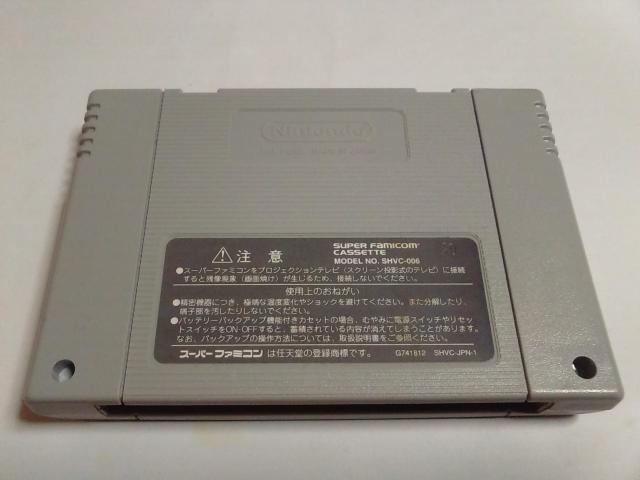 Nintendo
注意
SUPER FAMICOM
CASSETTE
MODEL NO. SHVC-006
●スーパーファミコンをプロジェクションテレビ（スクリーン投影式のテレビ）に接続
すると残像現象（画面焼け）が生じるため、接続しないでください。
使用上のおねがい
●精密機器につき、極端な温度変化やショックを避けてください。また分解したり、
端子部を汚したりしないでください。
●バッテリーバックアップ機能付きカセットの場合、むやみに電源スイッチやリセッ
トスイッチをON-OFFすると、蓄積されている内容が消えてしまうことがあります。
なお、バックアップの操作方法については、取扱説明書をご参照ください。
スーパーファミコン は任天堂の登録商標です。 G741812 SHVC-JPN-1